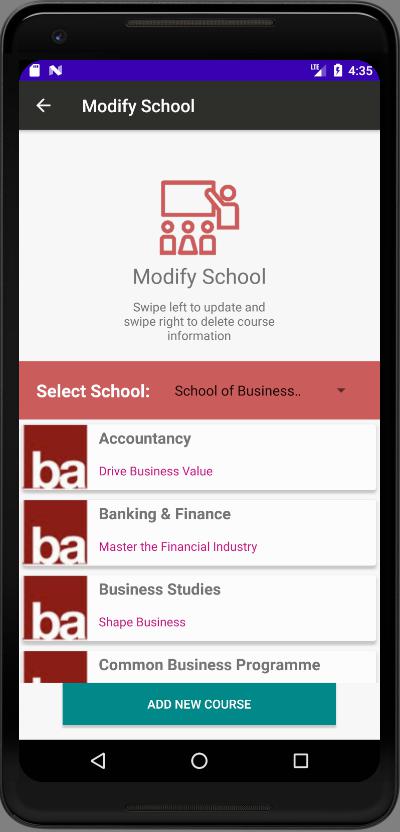 LTE 4:35
Modify School
Modify School
Swipe left to update and
swipe right to delete course
information
Select School: School of Business..
ba
Accountancy
Drive Business Value
ba
Banking & Finance
Master the Financial Industry
ba
Business Studies
Shape Business
ba
Common Business Programme
ADD NEW COURSE